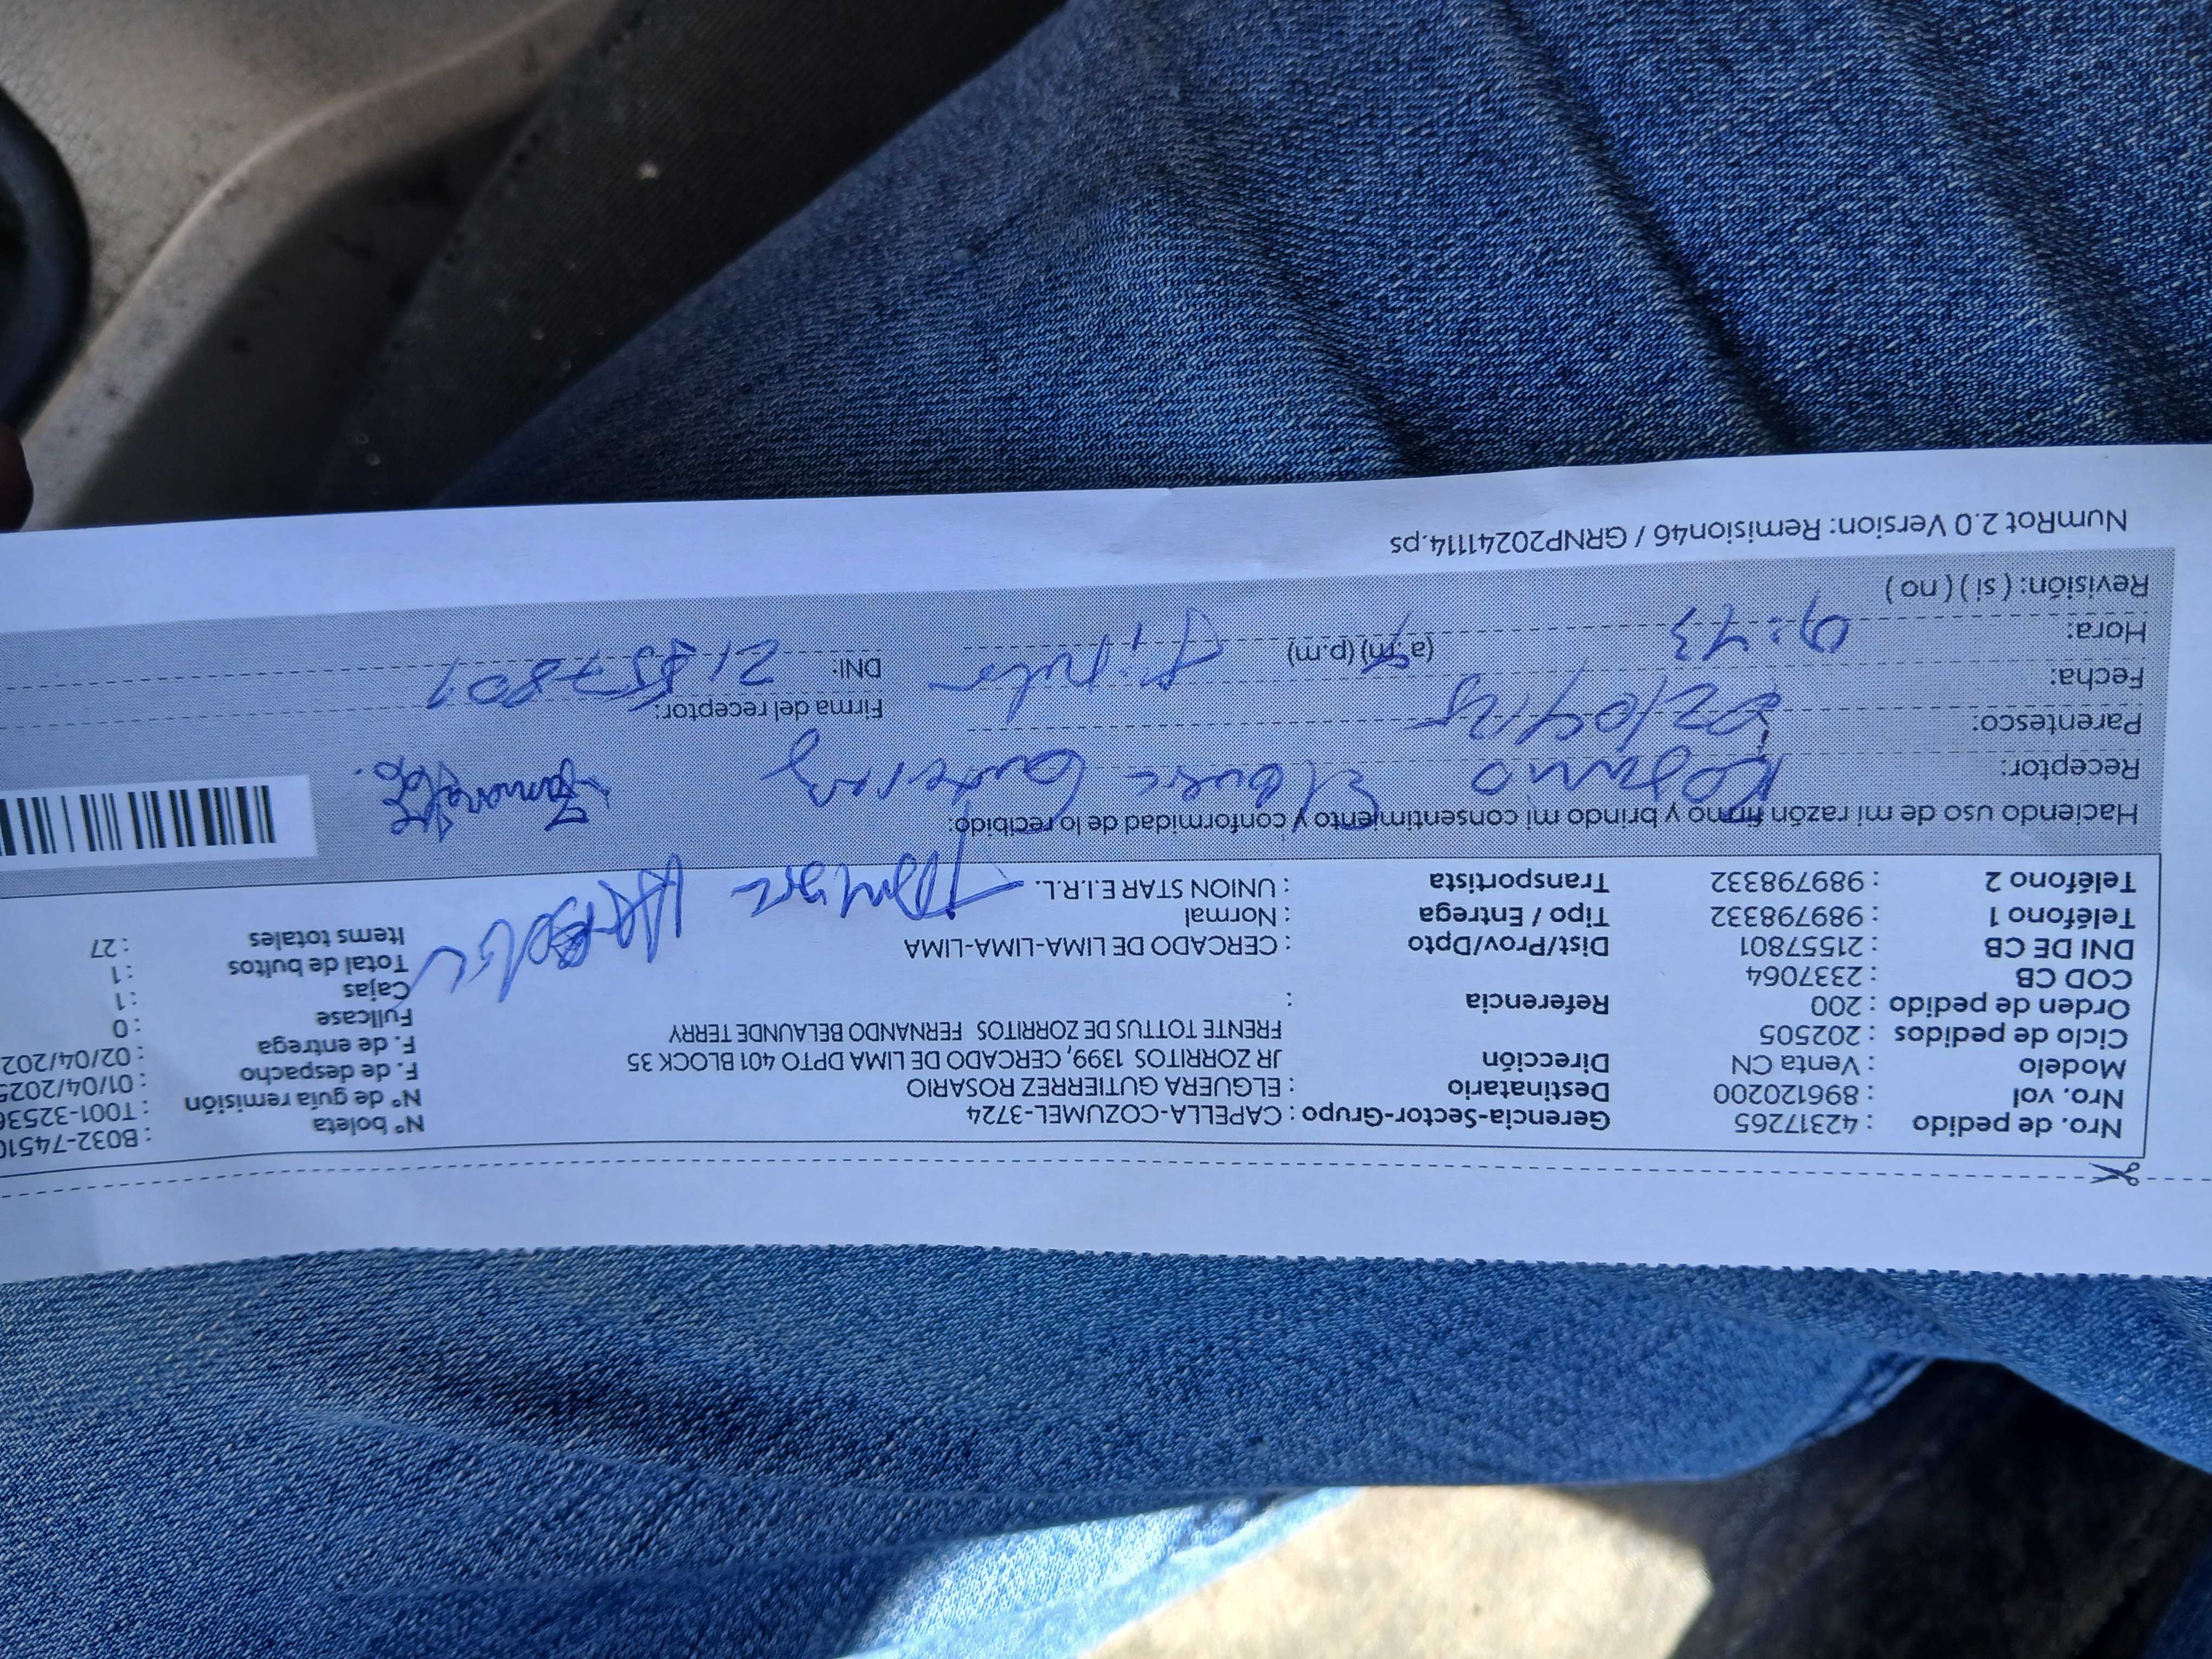 Nro. de pedido : 42317265 Gerencia-Sector-Grupo : CAPELLA-COZUMEL-3724 N° boleta : B032-74510
Nro. vol : 896120200 Destinatario : ELGUERA GUTIERREZ ROSARIO N° de guía remisión : T001-32536
Modelo : Venta CN Dirección JR ZORRITOS 1399, CERCADO DE LIMA DPTO 401 BLOCK 35 F. de despacho : 01/04/2025
Ciclo de pedidos : 202505 FRENTE TOTTUS DE ZORRITOS FERNANDO BELAUNDE TERRY F. de entrega : 02/04/202
Orden de pedido : 200 Referencia : Fullcase : 0
COD CB : 2337064 Cajas : 1
DNI DE CB : 21557801 Dist/Prov/Dpto : CERCADO DE LIMA-LIMA-LIMA Total de bultos : 1
Teléfono 1 : 989798332 Tipo / Entrega : Normal Items totales : 27
Teléfono 2 : 989798332 Transportista : UNION STAR E.I.R.L.
Haciendo uso de mi razón firmo y brindo mi consentimiento y conformidad de lo recibido:
Receptor: Rosario
Parentesco:
Fecha: 02/04/25 Firma del receptor:
Hora: 9:43 (a.m) (p.m) DNI: 21557801
Revisión: ( si ) ( no )
NumRot 2.0 Version: Remision46 / GRNP20241114.ps